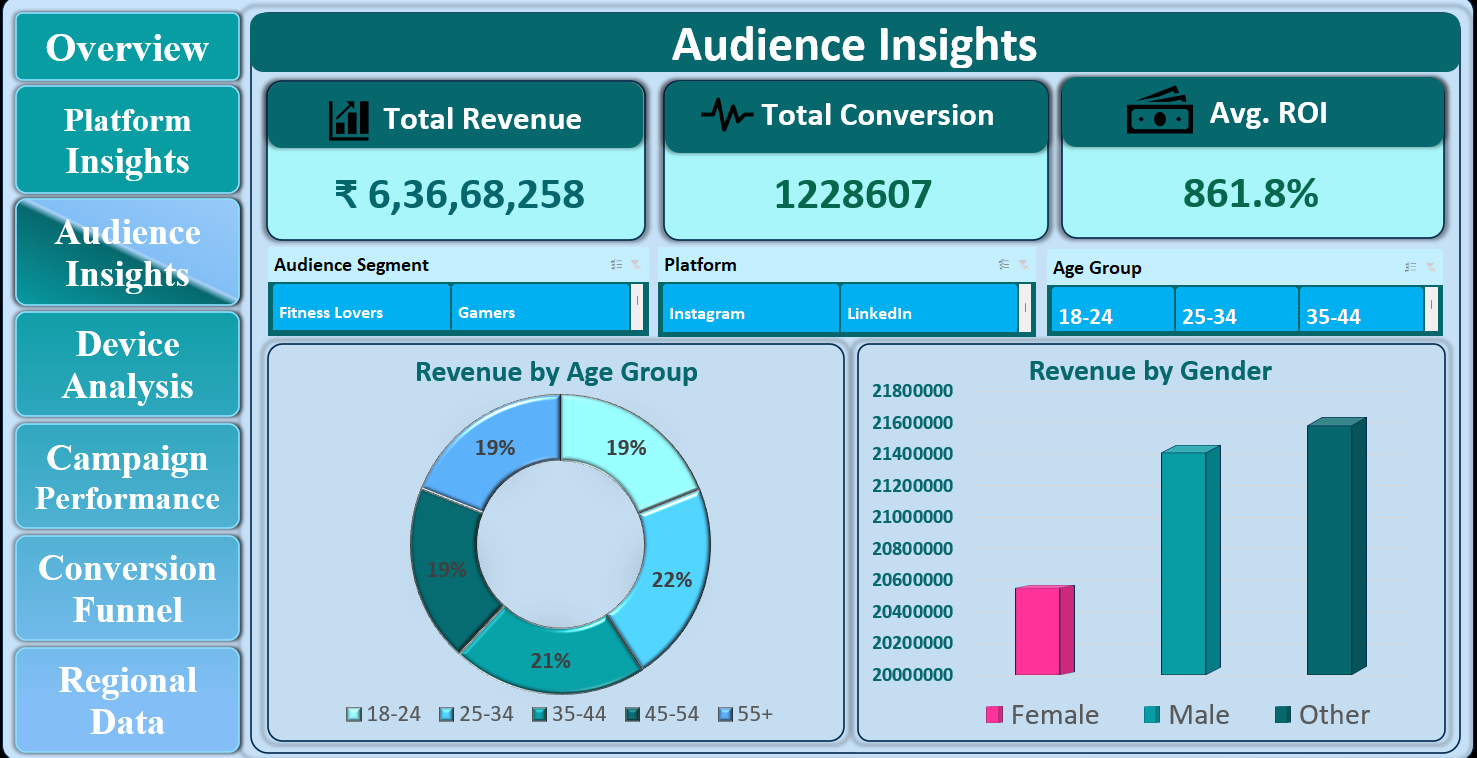 Overview
Platform
Insights
Audience
Insights
Device
Analysis
Campaign
Performance
Conversion
Funnel
Regional
Data
Audience Insights
Total Revenue
₹ 6,36,68,258
Total Conversion
1228607
Avg. ROI
861.8%
Audience Segment
Fitness Lovers
Gamers
Platform
Instagram
LinkedIn
Age Group
18-24
25-34
35-44
Revenue by Age Group
19%
19%
22%
19%
21%
18-24
25-34
35-44
45-54
55+
Revenue by Gender
21800000
21600000
21400000
21200000
21000000
20800000
20600000
20400000
20200000
20000000
Female
Male
Other